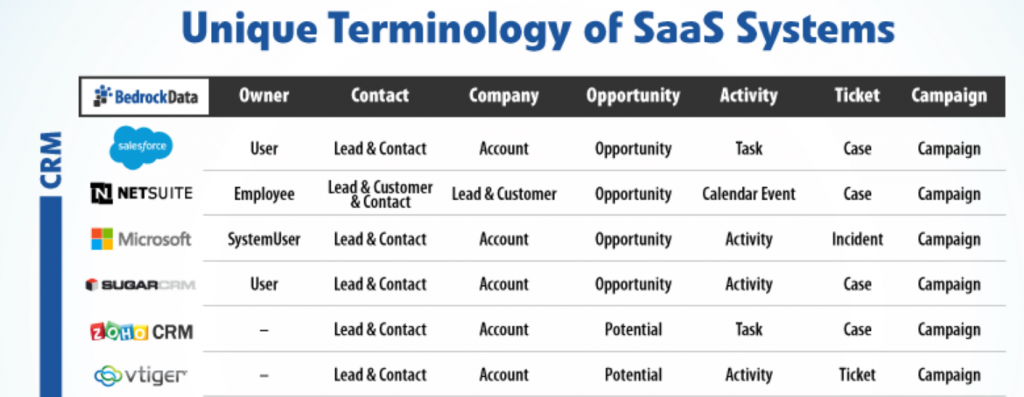 Unique Terminology of SaaS Systems
BedrockData Owner Contact Company Opportunity Activity Ticket Campaign
CRM
salesforce User Lead & Contact Account Opportunity Task Case Campaign
N NETSUITE Employee Lead & Customer & Contact Lead & Customer Opportunity Calendar Event Case Campaign
Microsoft SystemUser Lead & Contact Account Opportunity Activity Incident Campaign
SUGARCRM User Lead & Contact Account Opportunity Activity Case Campaign
ZOHO CRM – Lead & Contact Account Potential Task Case Campaign
vtiger – Lead & Contact Account Potential Activity Ticket Campaign